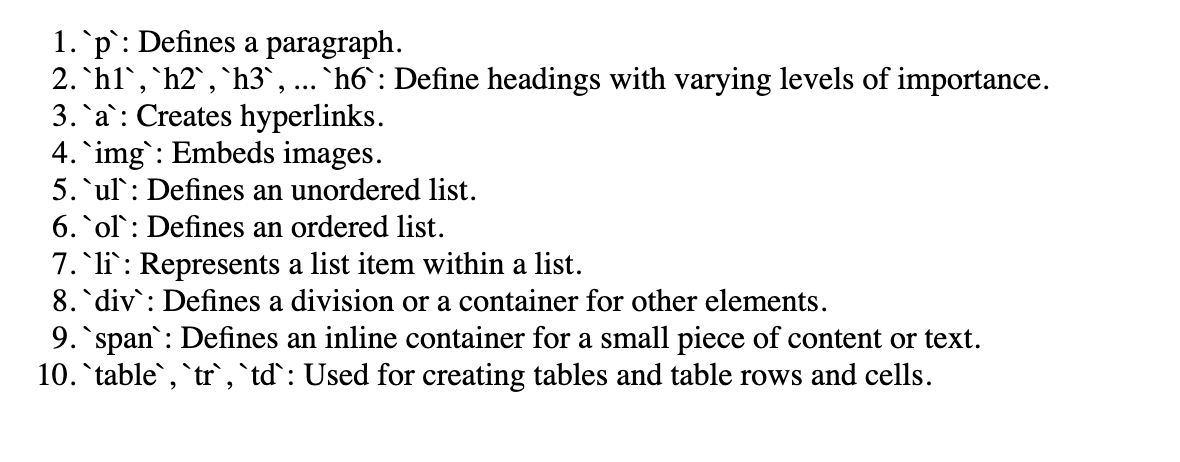 1. `p`: Defines a paragraph.
2. `h1`, `h2`, `h3`, ... `h6`: Define headings with varying levels of importance.
3. `a`: Creates hyperlinks.
4. `img`: Embeds images.
5. `ul`: Defines an unordered list.
6. `ol`: Defines an ordered list.
7. `li`: Represents a list item within a list.
8. `div`: Defines a division or a container for other elements.
9. `span`: Defines an inline container for a small piece of content or text.
10. `table`, `tr`, `td`: Used for creating tables and table rows and cells.